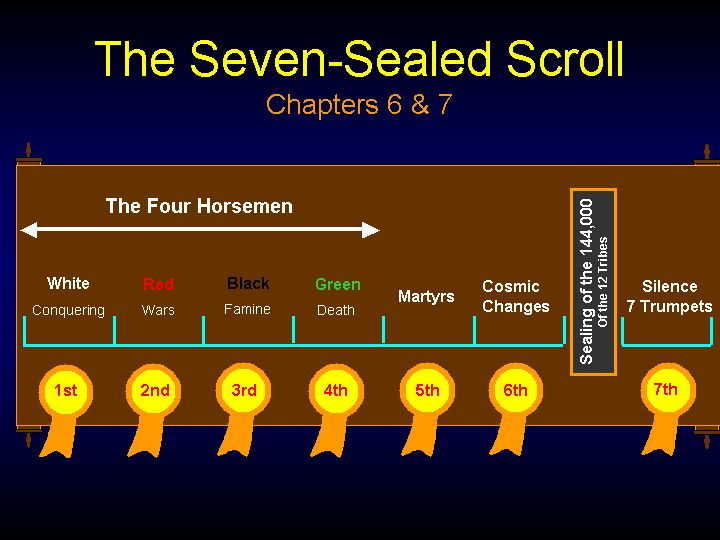 The Seven-Sealed Scroll
Chapters 6 & 7
The Four Horsemen
White
Conquering
Red
Wars
Black
Famine
Green
Death
Martyrs
Cosmic
Changes
Sealing of the 144,000
Of the 12 Tribes
Silence
7 Trumpets
1st
2nd
3rd
4th
5th
6th
7th